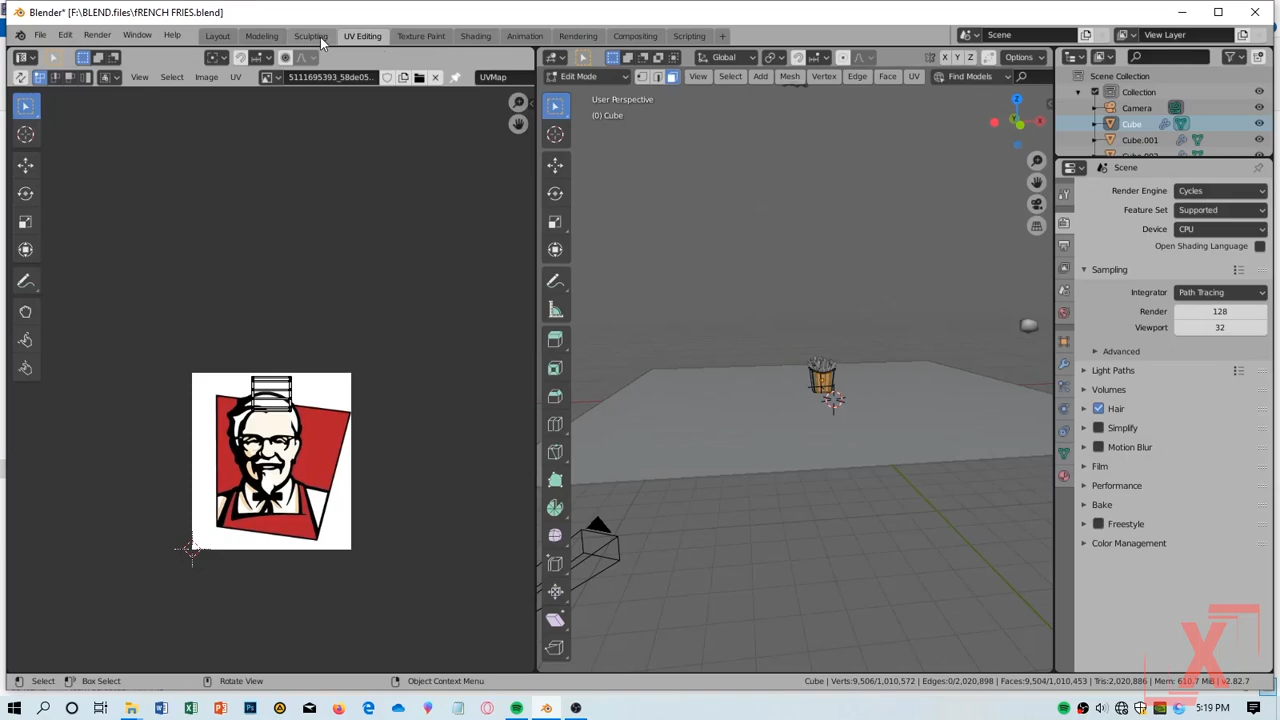 Blender* [F:\BLEND.files\fRENCH FRIES.blend]
File Edit Render Window Help Layout Modeling Sculpting UV Editing Texture Paint Shading Animation Rendering Compositing Scripting + Scene View Layer
Global X Y Z Options
View Select Image UV 5111695393_58de05.. UVMap Edit Mode View Select Add Mesh Vertex Edge Face UV Find Models
Scene Collection
Collection
Camera
Cube
Cube.001
User Perspective
(0) Cube
Scene
Render Engine Cycles
Feature Set Supported
Device CPU
Open Shading Language
Sampling
Integrator Path Tracing
Render 128
Viewport 32
Advanced
Light Paths
Volumes
Hair
Simplify
Motion Blur
Film
Performance
Bake
Freestyle
Color Management
X
Select Box Select Rotate View Object Context Menu Cube | Verts:9,506/1,010,572 | Edges:0/2,020,898 | Faces:9,504/1,010,453 | Tris:2,020,886 | Mem: 610.7 MiB | v2.82.7
5:19 PM